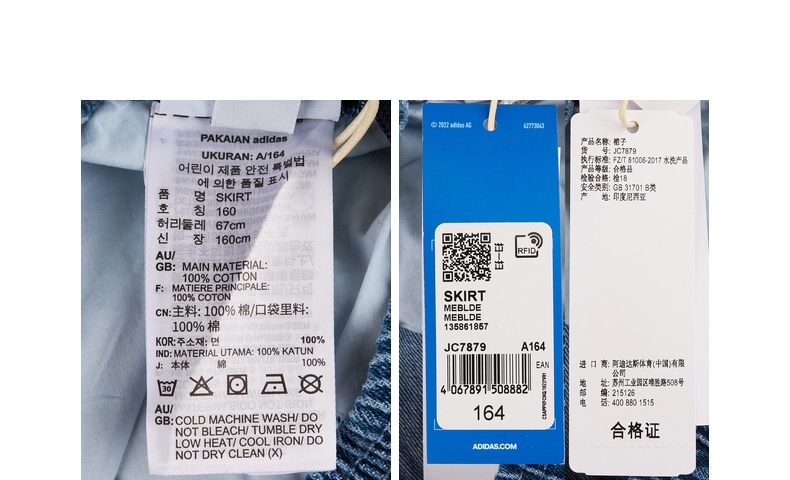 PAKAIAN adidas
UKURAN: A/164
어린이 제품 안전 특별법
에 의한 품질 표시
품 명 SKIRT
호 칭 160
허리둘레 67cm
신 장 160cm
AU/
GB: MAIN MATERIAL:
100% COTTON
F: MATIERE PRINCIPALE:
100% COTON
CN:主料: 100% 棉/口袋里料:
100% 棉
KOR:주소재: 면 100%
IND: MATERIAL UTAMA: 100% KATUN
J: 本体 綿 100%
30
AU/
GB: COLD MACHINE WASH/ DO
NOT BLEACH/ TUMBLE DRY
LOW HEAT/ COOL IRON/ DO
NOT DRY CLEAN (X)
© 2022 adidas AG 62773043
RFID
SKIRT
MEBLDE
MEBLDE
135861857
JC7879 A164
EAN
4 067891 508882
164
ADIDAS.COM
产品名称: 裙子
货 号: JC7879
执行标准: FZ/T 81006-2017 水洗产品
产品等级: 合格品
检验合格: 检18
安全类别: GB 31701 B类
产 地: 印度尼西亚
进 口 商: 阿迪达斯体育(中国)有限
公司
地 址: 苏州工业园区唯胜路508号
邮 编: 215126
电 话: 400 880 1515
合格证